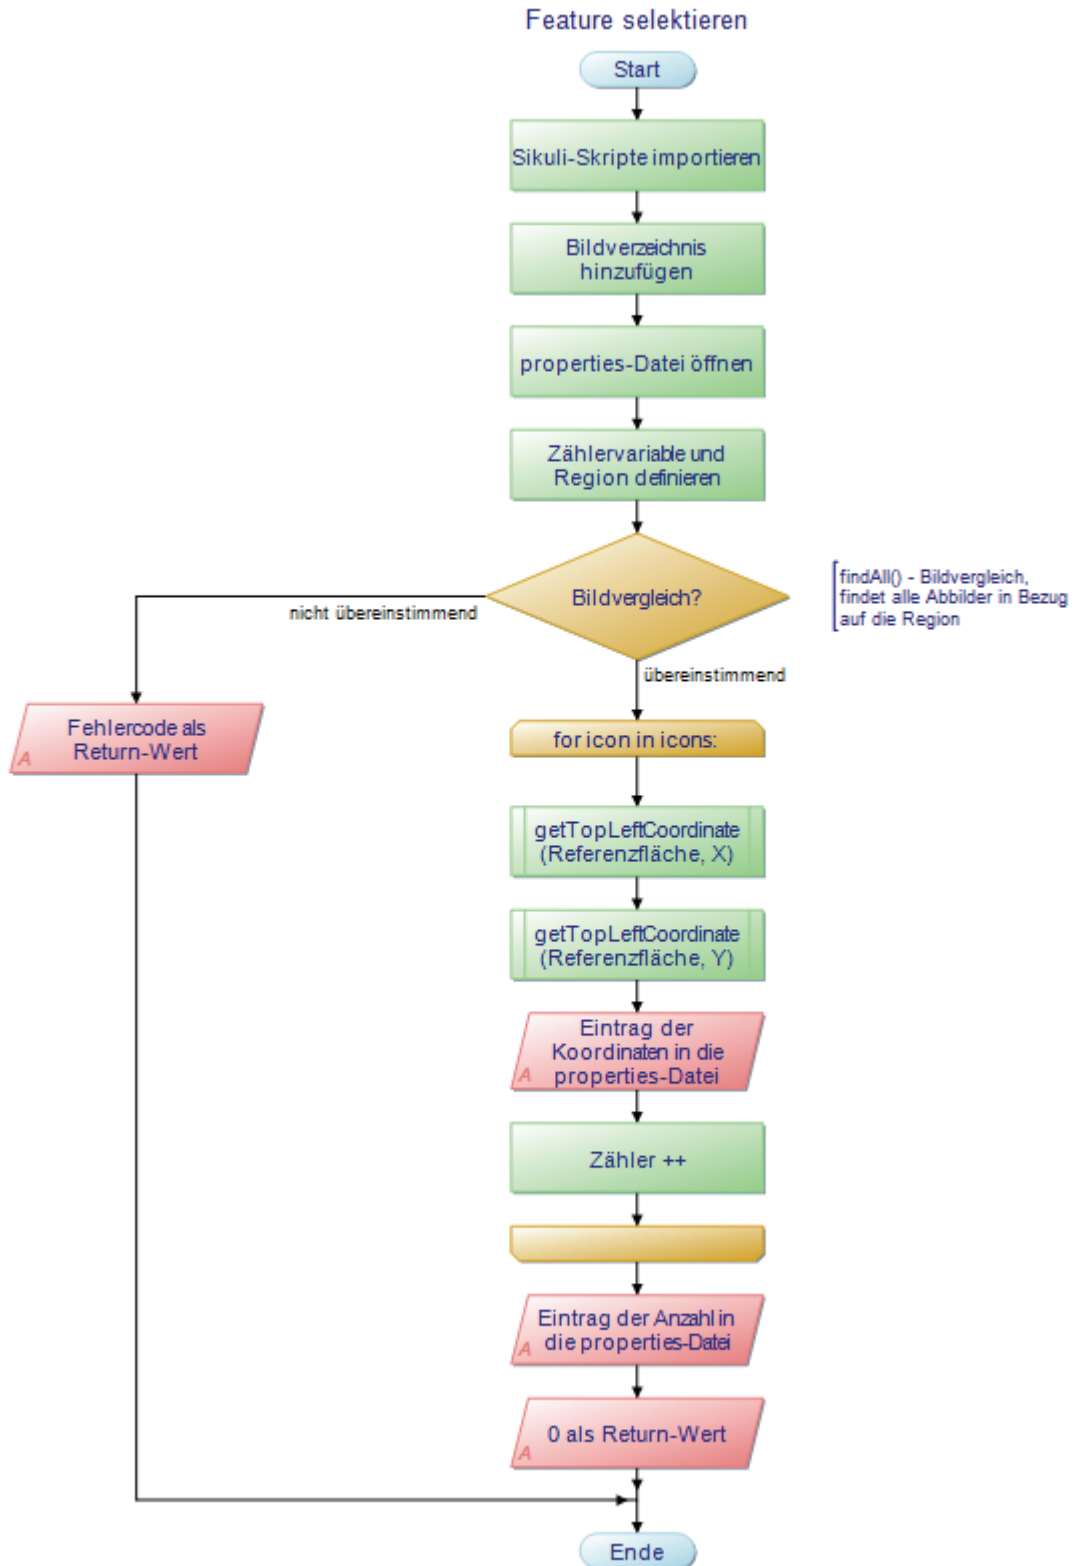 Feature selektieren
Start
Sikuli-Skripte importieren
Bildverzeichnis
hinzufügen
properties-Datei öffnen
Zählervariable und
Region definieren
Bildvergleich?
findAll() - Bildvergleich,
findet alle Abbilder in Bezug
auf die Region
nicht übereinstimmend
übereinstimmend
Fehlercode als
Return-Wert
A
for icon in icons:
getTopLeftCoordinate
(Referenzfläche, X)
getTopLeftCoordinate
(Referenzfläche, Y)
Eintrag der
Koordinaten in die
properties-Datei
A
Zähler ++
Eintrag der Anzahl in
die properties-Datei
A
0 als Return-Wert
A
Ende